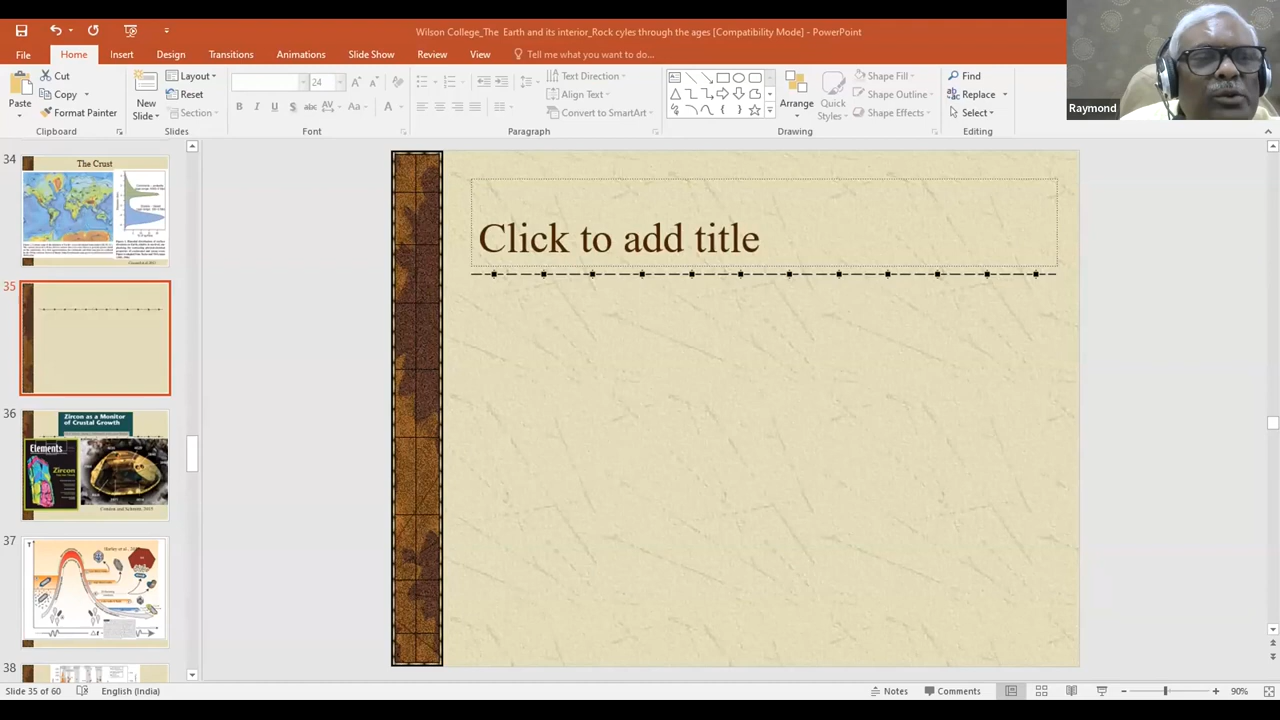 Wilson College_The Earth and its interior_Rock cyles through the ages [Compatibility Mode] - PowerPoint
File Home Insert Design Transitions Animations Slide Show Review View Tell me what you want to do...
Paste
Cut
Copy
Format Painter
Clipboard
New Slide
Layout
Reset
Section
Slides
24
B I U S abc AV Aa A
Font
Text Direction
Align Text
Convert to SmartArt
Paragraph
Arrange
Quick Styles
Shape Fill
Shape Outline
Shape Effects
Drawing
Find
Replace
Select
Editing
Raymond
34
The Crust
35
36
Zircon as a Monitor
of Crustal Growth
Elements
Zircon
37
38
Click to add title
Slide 35 of 60 English (India) Notes Comments 90%